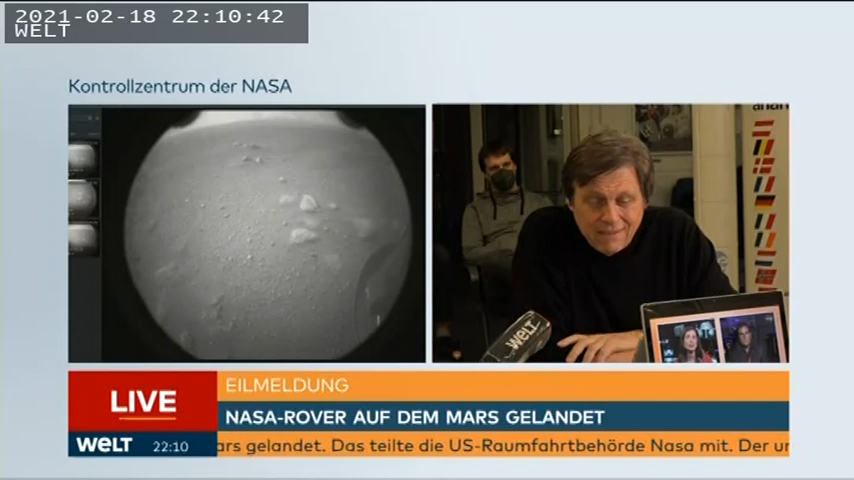 2021-02-18 22:10:42
WELT
Kontrollzentrum der NASA
welt
LIVE
EILMELDUNG
NASA-ROVER AUF DEM MARS GELANDET
welt 22:10
ars gelandet. Das teilte die US-Raumfahrtbehörde Nasa mit. Der